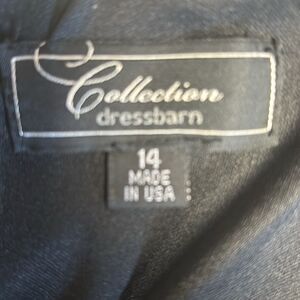 Collection
dressbarn
14
MADE
IN USA